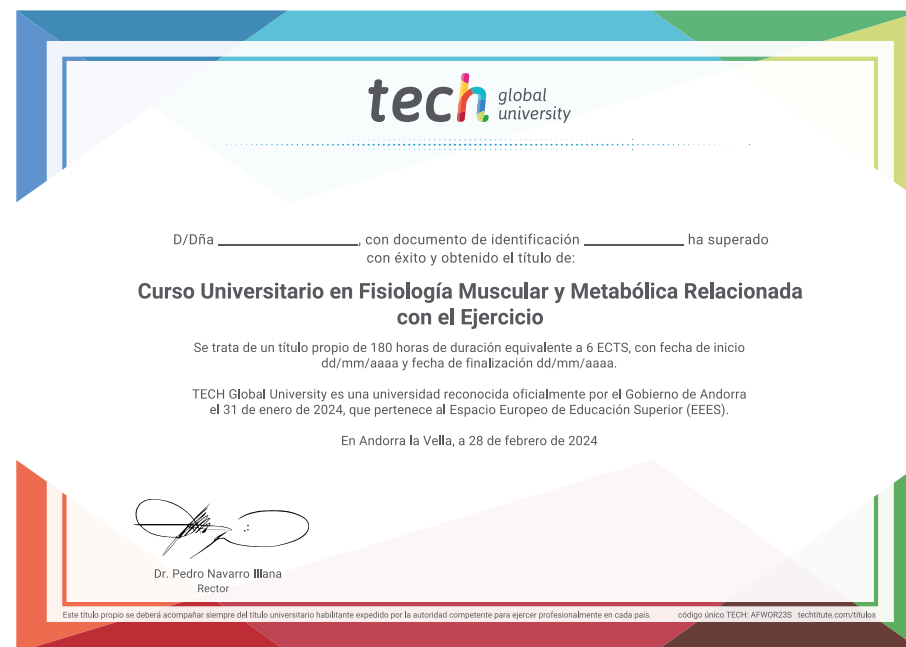 tech global university
D/Dña ____________________, con documento de identificación ______________ ha superado
con éxito y obtenido el título de:
Curso Universitario en Fisiología Muscular y Metabólica Relacionada
con el Ejercicio
Se trata de un título propio de 180 horas de duración equivalente a 6 ECTS, con fecha de inicio
dd/mm/aaaa y fecha de finalización dd/mm/aaaa.
TECH Global University es una universidad reconocida oficialmente por el Gobierno de Andorra
el 31 de enero de 2024, que pertenece al Espacio Europeo de Educación Superior (EEES).
En Andorra la Vella, a 28 de febrero de 2024
Dr. Pedro Navarro Illana
Rector
Este título propio se deberá acompañar siempre del título universitario habilitante expedido por la autoridad competente para ejercer profesionalmente en cada país. código único TECH: AFWOR23S techtitute.com/titulos